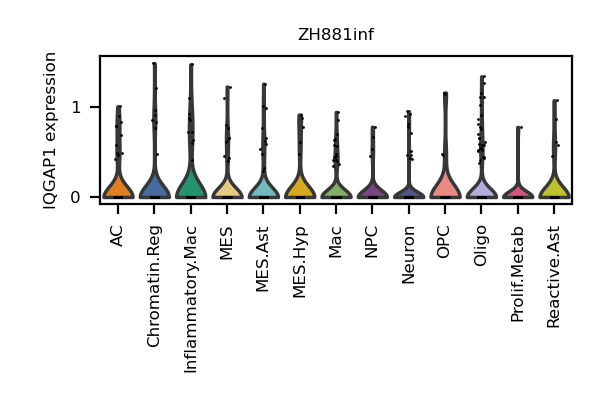 ZH881inf
IQGAP1 expression
1
0
AC
Chromatin.Reg
Inflammatory.Mac
MES
MES.Ast
MES.Hyp
Mac
NPC
Neuron
OPC
Oligo
Prolif.Metab
Reactive.Ast